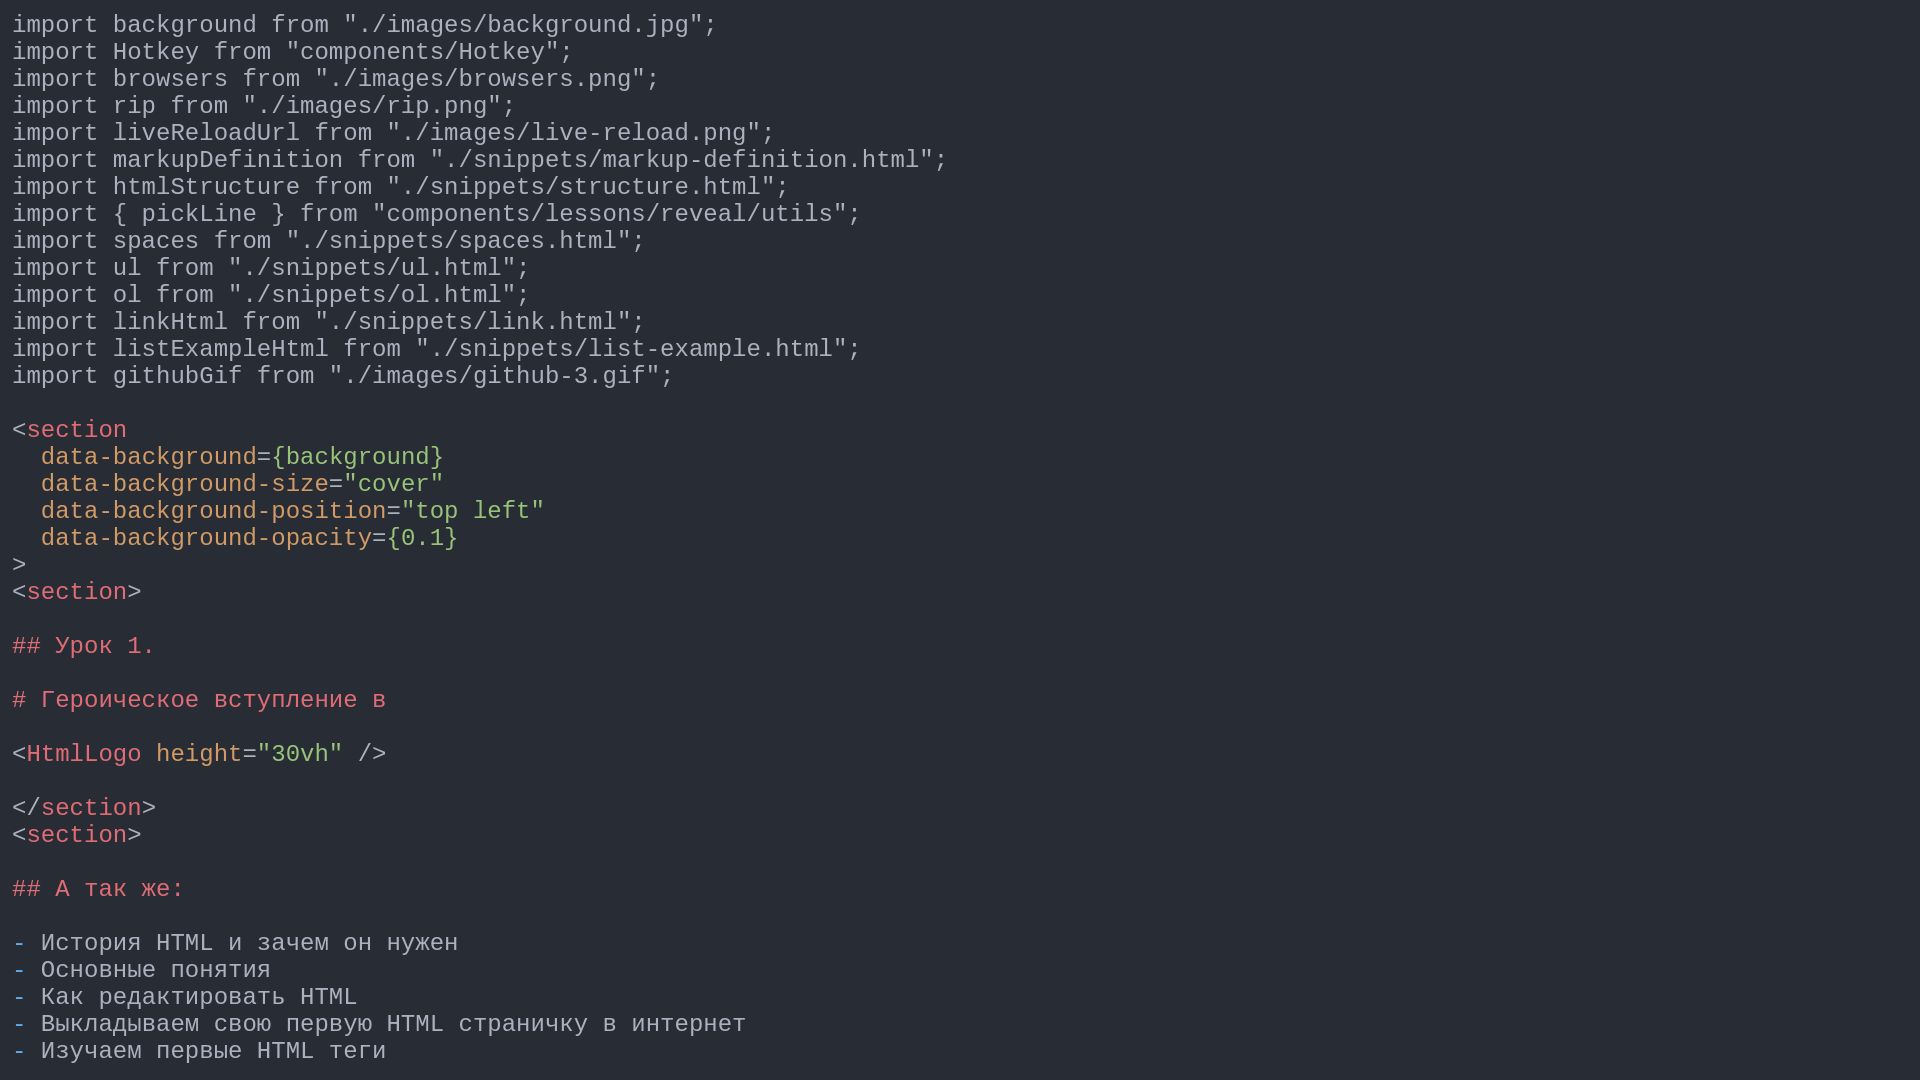 import background from "./images/background.jpg";
import Hotkey from "components/Hotkey";
import browsers from "./images/browsers.png";
import rip from "./images/rip.png";
import liveReloadUrl from "./images/live-reload.png";
import markupDefinition from "./snippets/markup-definition.html";
import htmlStructure from "./snippets/structure.html";
import { pickLine } from "components/lessons/reveal/utils";
import spaces from "./snippets/spaces.html";
import ul from "./snippets/ul.html";
import ol from "./snippets/ol.html";
import linkHtml from "./snippets/link.html";
import listExampleHtml from "./snippets/list-example.html";
import githubGif from "./images/github-3.gif";

<section
  data-background={background}
  data-background-size="cover"
  data-background-position="top left"
  data-background-opacity={0.1}
>
<section>

## Урок 1.

# Героическое вступление в

<HtmlLogo height="30vh" />

</section>
<section>

## А так же:

- История HTML и зачем он нужен
- Основные понятия
- Как редактировать HTML
- Выкладываем свою первую HTML страничку в интернет
- Изучаем первые HTML теги